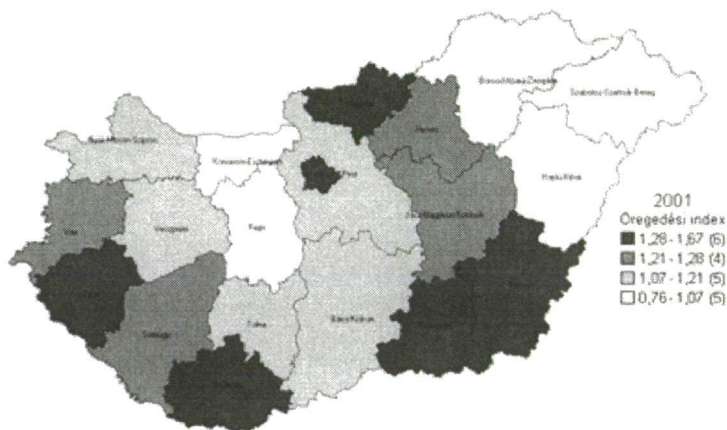 Borsod-Abaúj-Zemplén
Szabolcs-Szatmár-Bereg
Heves
Győr-Moson-Sopron
Komárom-Esztergom
Pest
Hajdú-Bihar
Jász-Nagykun-Szolnok
Vas
Veszprém
Fejér
Somogy
Tolna
Bács-Kiskun
2001
Öregedési index
1,28 - 1,67 (6)
1,21 - 1,28 (4)
1,07 - 1,21 (5)
0,76 - 1,07 (5)